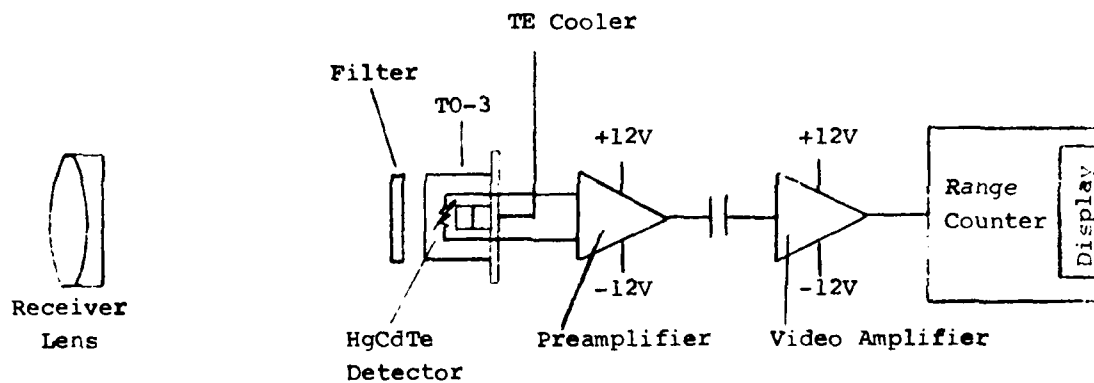 TE Cooler
Filter
TO-3
+12V
+12V
Range
Counter
Display
-12V
-12V
Receiver
Lens
HgCdTe
Detector
Preamplifier
Video Amplifier